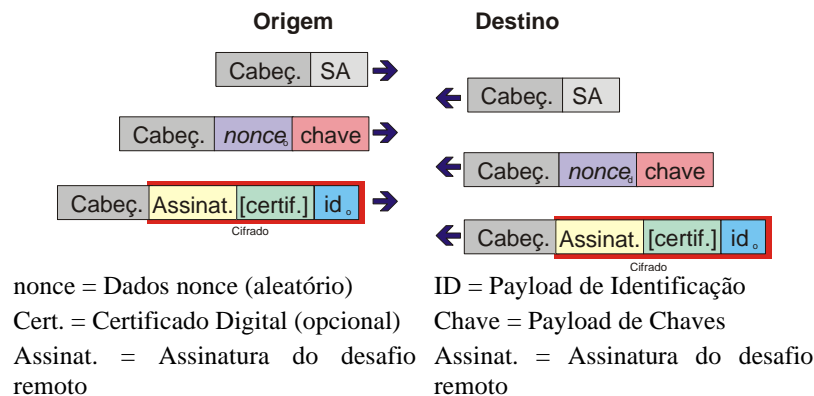 Origem Destino
Cabeç. SA
Cabeç. SA
Cabeç. nonceo chave
Cabeç. nonced chave
Cabeç. Assinat. [certif.] id o
Cifrado
Cabeç. Assinat. [certif.] id o
Cifrado
nonce = Dados nonce (aleatório)
Cert. = Certificado Digital (opcional)
Assinat. = Assinatura do desafio
remoto
ID = Payload de Identificação
Chave = Payload de Chaves
Assinat. = Assinatura do desafio
remoto